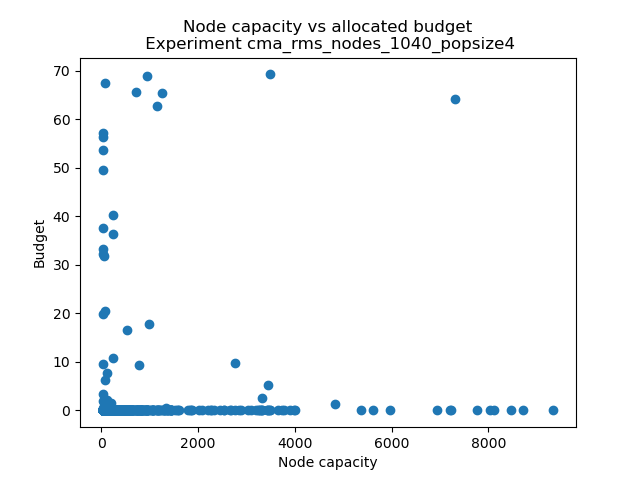 Node capacity vs allocated budget
Experiment cma_rms_nodes_1040_popsize4
70
60
50
40
30
20
10
0
Budget
0 2000 4000 6000 8000
Node capacity